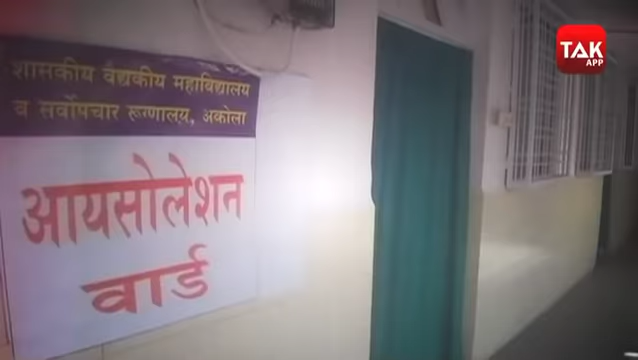 शासकीय वैद्यकीय महाविद्यालय
व सर्वोपचार रूग्णालय, अकोला
आयसोलेशन
वार्ड
TAK
APP